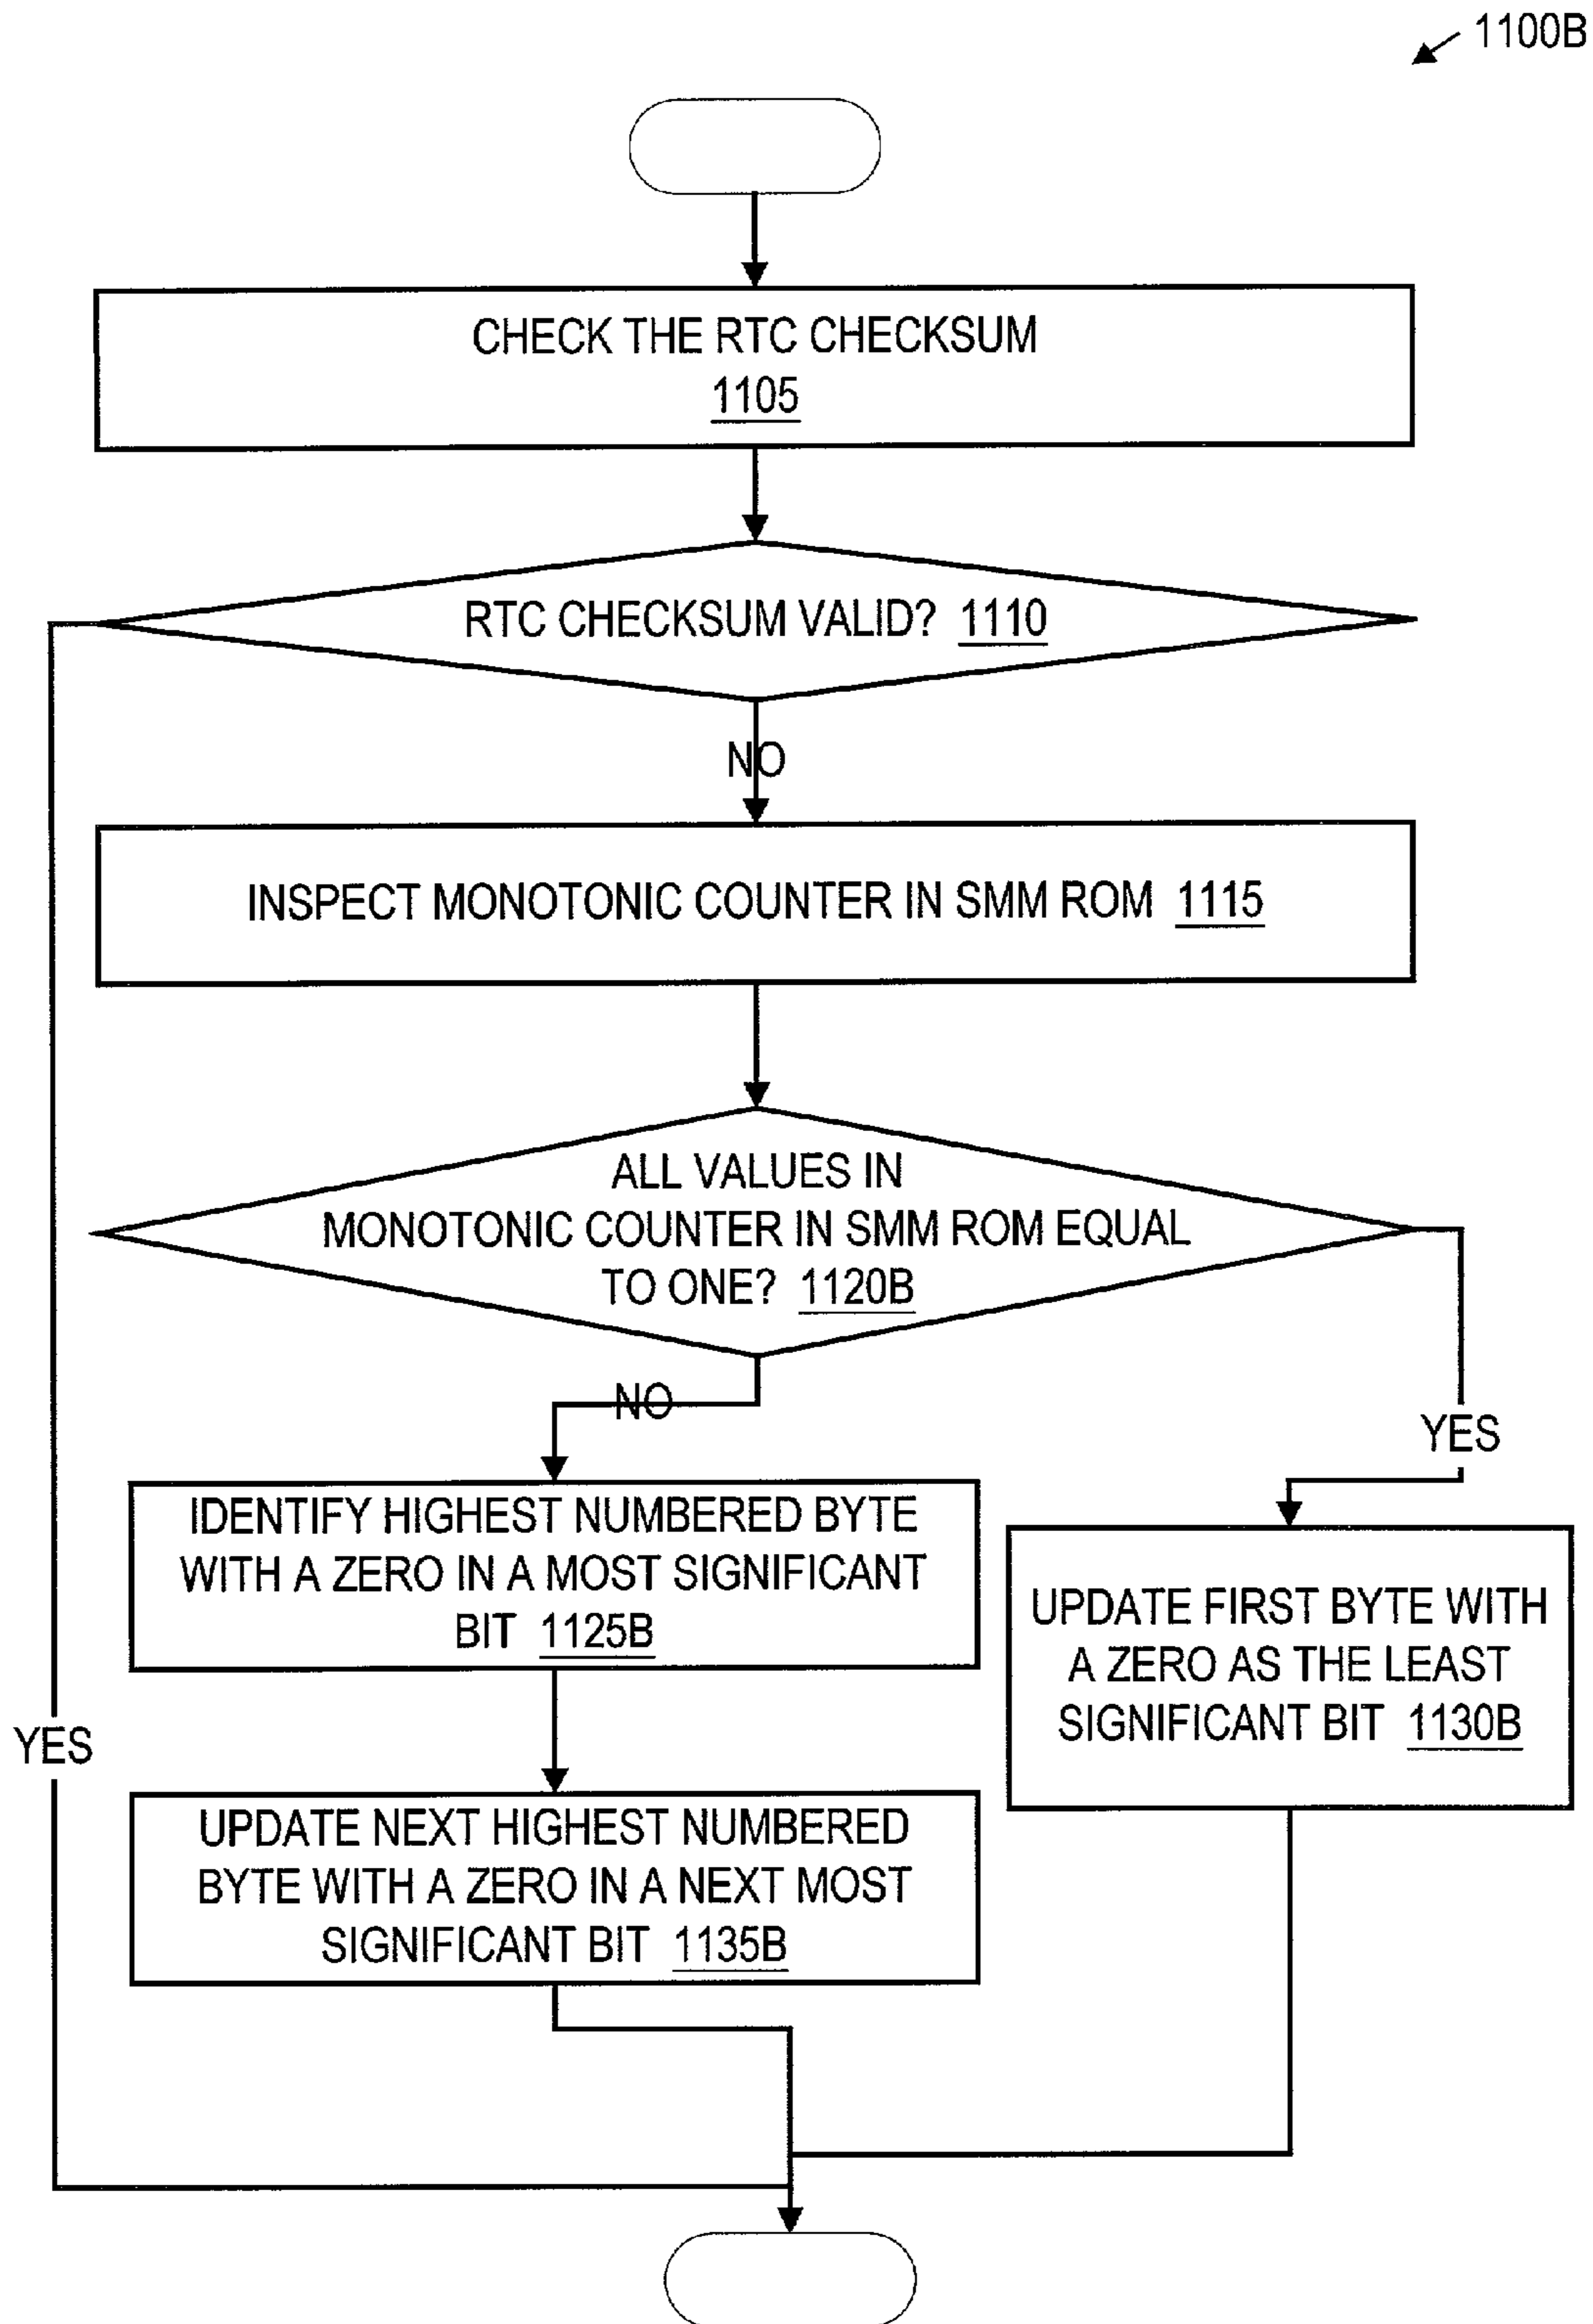 1100B
CHECK THE RTC CHECKSUM
1105
RTC CHECKSUM VALID? 1110
NO
INSPECT MONOTONIC COUNTER IN SMM ROM 1115
ALL VALUES IN
MONOTONIC COUNTER IN SMM ROM EQUAL
TO ONE? 1120B
NO
YES
IDENTIFY HIGHEST NUMBERED BYTE
WITH A ZERO IN A MOST SIGNIFICANT
BIT 1125B
UPDATE FIRST BYTE WITH
A ZERO AS THE LEAST
SIGNIFICANT BIT 1130B
YES
UPDATE NEXT HIGHEST NUMBERED
BYTE WITH A ZERO IN A NEXT MOST
SIGNIFICANT BIT 1135B